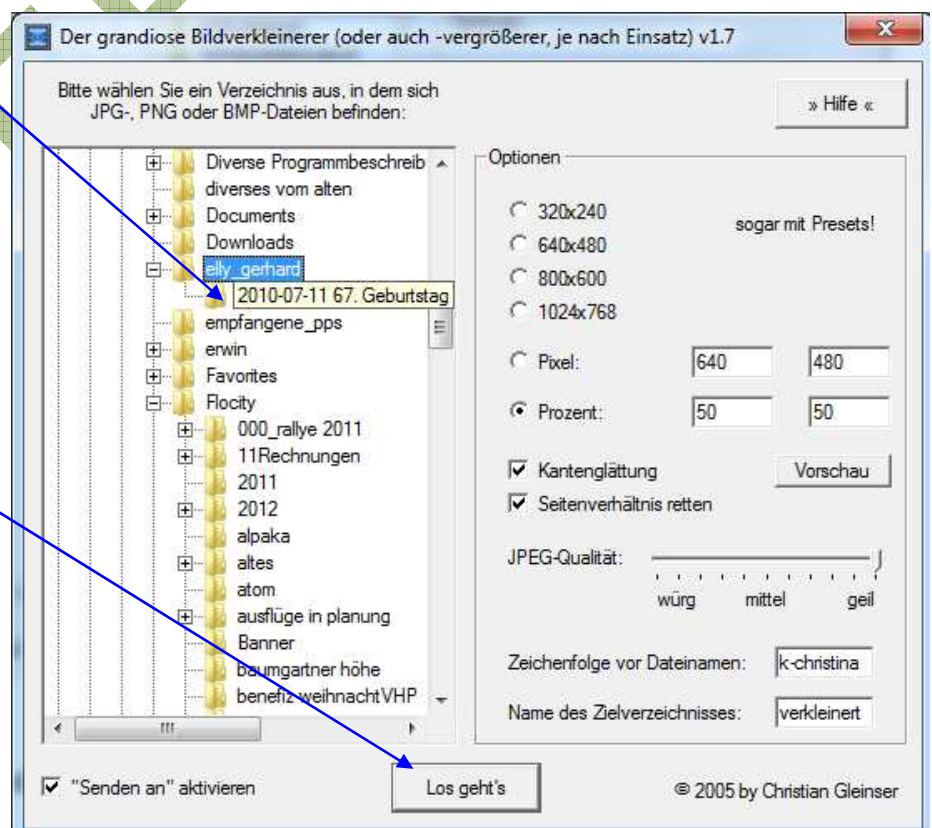 Der grandiose Bildverkleinerer (oder auch -vergrößerer, je nach Einsatz) v1.7
Bitte wählen Sie ein Verzeichnis aus, in dem sich
JPG-, PNG oder BMP-Dateien befinden:
» Hilfe «
Diverse Programmbeschreib
diverses vom alten
Documents
Downloads
elly_gerhard
2010-07-11 67. Geburtstag
empfangene_pps
erwin
Favorites
Flocity
000_rallye 2011
11Rechnungen
2011
2012
alpaka
altes
atom
ausflüge in planung
Banner
baumgartner höhe
benefiz weihnachtVHP
Optionen
320x240
sogar mit Presets!
640x480
800x600
1024x768
Pixel: 640 480
Prozent: 50 50
Kantenglättung
Vorschau
Seitenverhältnis retten
JPEG-Qualität:
würg mittel geil
Zeichenfolge vor Dateinamen: k-christina
Name des Zielverzeichnisses: verkleinert
"Senden an" aktivieren
Los geht's
© 2005 by Christian Gleinser